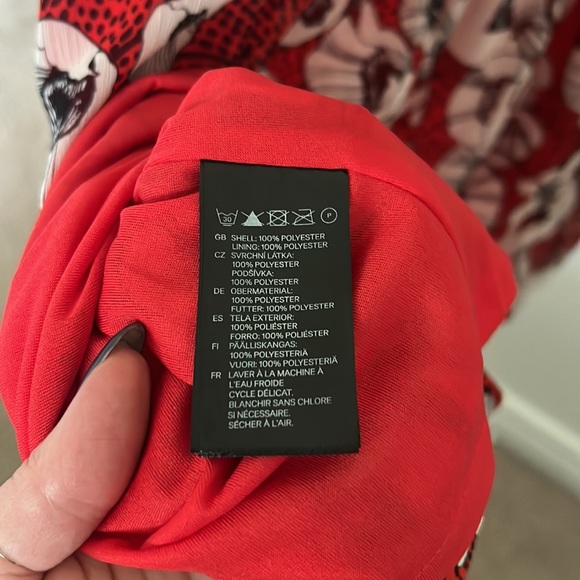 30 P
GB SHELL: 100% POLYESTER
LINING: 100% POLYESTER
CZ SVRCHNÍ LÁTKA:
100% POLYESTER
PODŠÍVKA:
100% POLYESTER
DE OBERMATERIAL:
100% POLYESTER
FUTTER: 100% POLYESTER
ES TELA EXTERIOR:
100% POLIÉSTER
FORRO: 100% POLIÉSTER
FI PÄÄLLISKANGAS:
100% POLYESTERIÄ
VUORI: 100% POLYESTERIÄ
FR LAVER À LA MACHINE À
L'EAU FROIDE
CYCLE DÉLICAT.
BLANCHIR SANS CHLORE
SI NÉCESSAIRE.
SÉCHER À L'AIR.